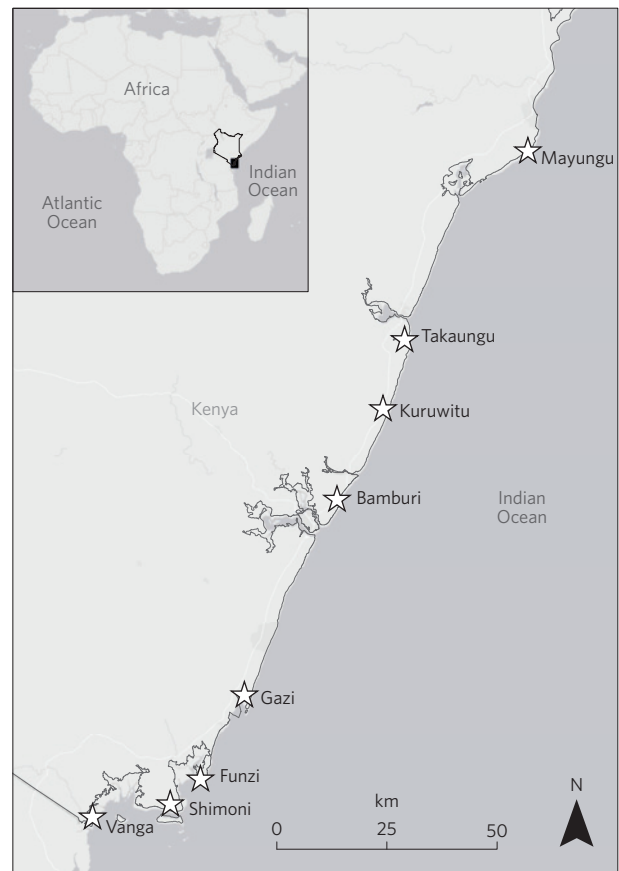 Africa
Indian
Ocean
Atlantic
Ocean
Mayungu
Takaungu
Kuruwitu
Kenya
Bamburi
Indian
Ocean
Gazi
Funzi
Shimoni
Vanga
km
0 25 50
N